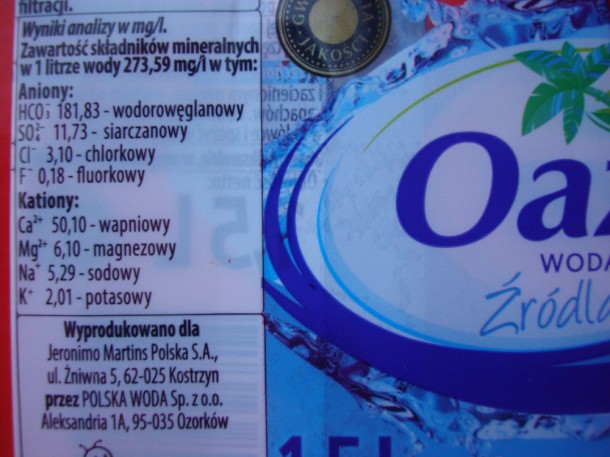 filtracji.
Wyniki analizy w mg/l.
Zawartość składników mineralnych
w 1 litrze wody 273,59 mg/l w tym:
Aniony:
HCO₃⁻ 181,83 - wodorowęglanowy
SO₄²⁻ 11,73 - siarczanowy
Cl⁻ 3,10 - chlorkowy
F⁻ 0,18 - fluorkowy
Kationy:
Ca²⁺ 50,10 - wapniowy
Mg²⁺ 6,10 - magnezowy
Na⁺ 5,29 - sodowy
K⁺ 2,01 - potasowy
Wyprodukowano dla
Jeronimo Martins Polska S.A.,
ul. Żniwna 5, 62-025 Kostrzyn
przez POLSKA WODA Sp. z o.o.
Aleksandria 1A, 95-035 Ozorków
JAKOŚCI
Oaz
WODA
Źródla
1,5 L